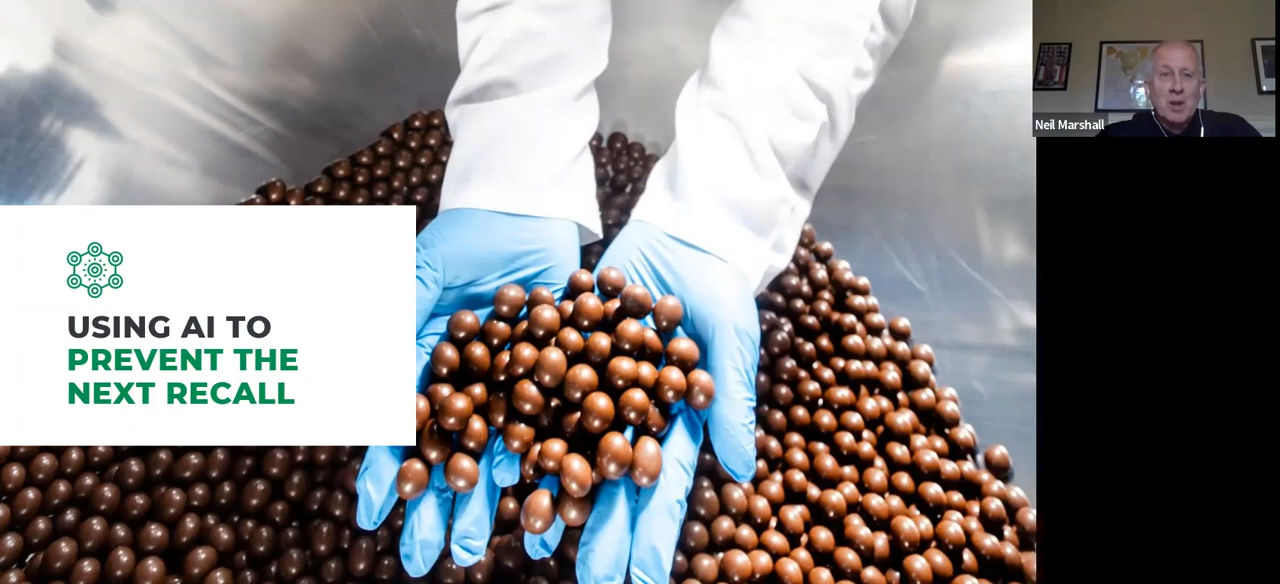 USING AI TO
PREVENT THE
NEXT RECALL
Neil Marshall